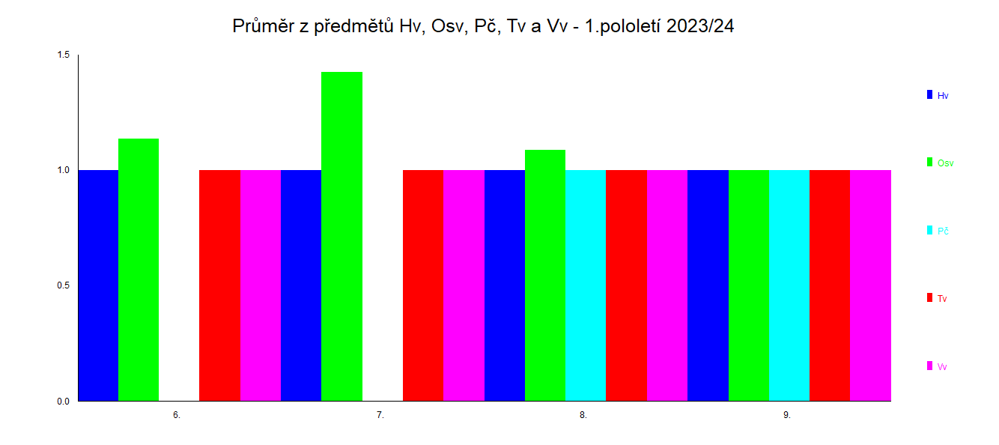 Průměr z předmětů Hv, Osv, Pč, Tv a Vv - 1.pololetí 2023/24
1.5
1.0
0.5
0.0
6.
7.
8.
9.
Hv
Osv
Pč
Tv
Vv